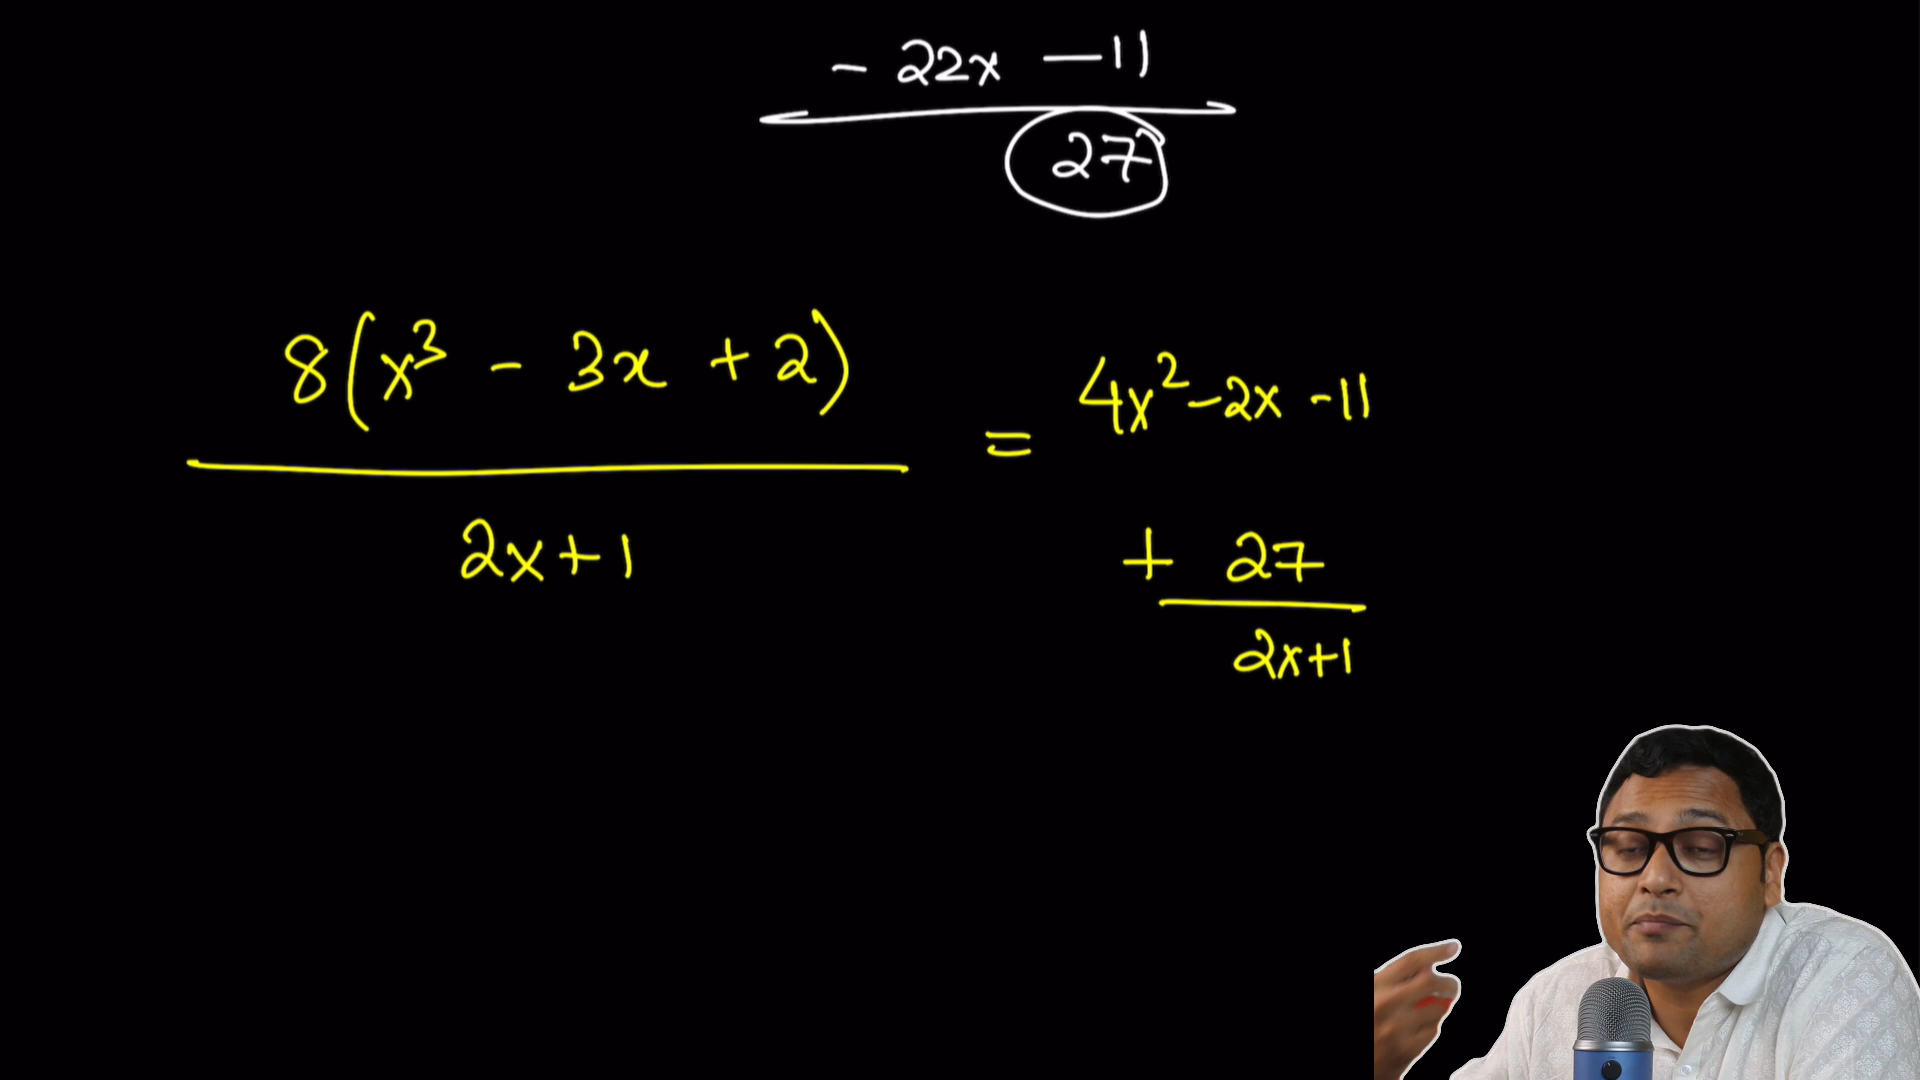 - 22x - 11
27
8(x³ - 3x + 2)
2x + 1
= 4x² - 2x - 11
+ 27
2x + 1